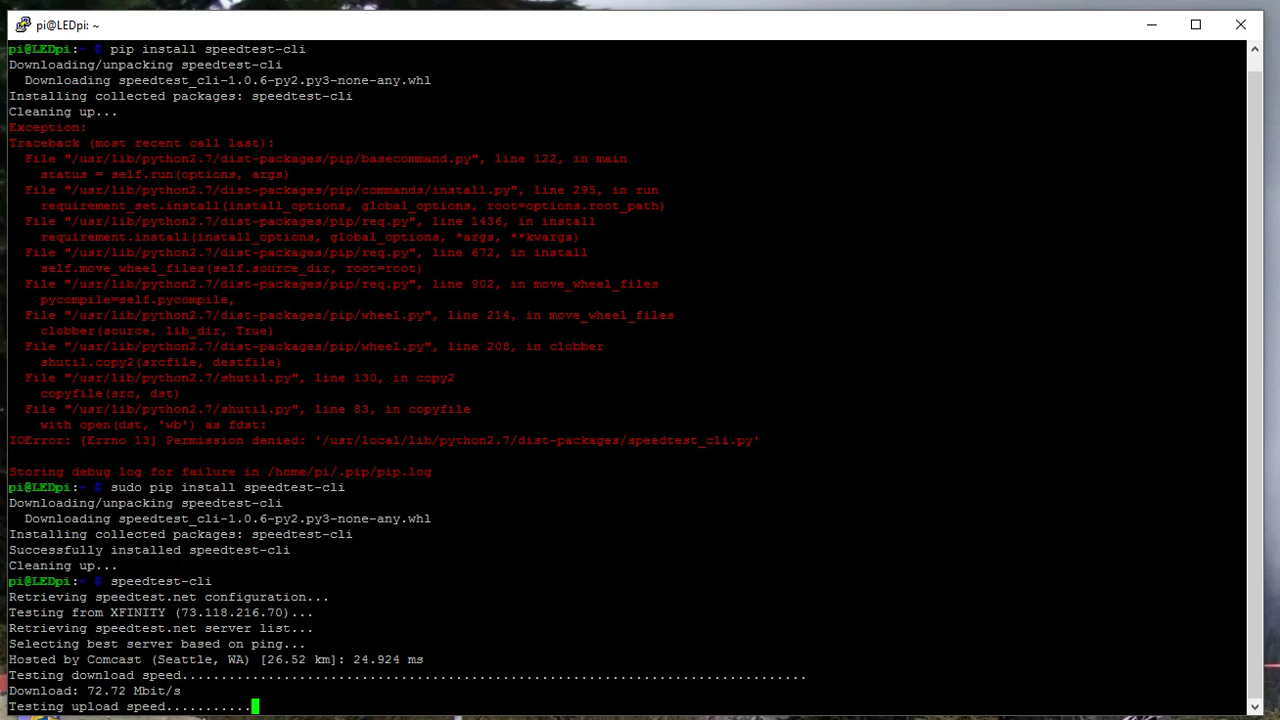 pi@LEDpi: ~
pi@LEDpi:~ $ pip install speedtest-cli
Downloading/unpacking speedtest-cli
  Downloading speedtest_cli-1.0.6-py2.py3-none-any.whl
Installing collected packages: speedtest-cli
Cleaning up...
Exception:
Traceback (most recent call last):
  File "/usr/lib/python2.7/dist-packages/pip/basecommand.py", line 122, in main
    status = self.run(options, args)
  File "/usr/lib/python2.7/dist-packages/pip/commands/install.py", line 295, in run
    requirement_set.install(install_options, global_options, root=options.root_path)
  File "/usr/lib/python2.7/dist-packages/pip/req.py", line 1436, in install
    requirement.install(install_options, global_options, *args, **kwargs)
  File "/usr/lib/python2.7/dist-packages/pip/req.py", line 672, in install
    self.move_wheel_files(self.source_dir, root=root)
  File "/usr/lib/python2.7/dist-packages/pip/req.py", line 902, in move_wheel_files
    pycompile=self.pycompile,
  File "/usr/lib/python2.7/dist-packages/pip/wheel.py", line 214, in move_wheel_files
    clobber(source, lib_dir, True)
  File "/usr/lib/python2.7/dist-packages/pip/wheel.py", line 208, in clobber
    shutil.copy2(srcfile, destfile)
  File "/usr/lib/python2.7/shutil.py", line 130, in copy2
    copyfile(src, dst)
  File "/usr/lib/python2.7/shutil.py", line 83, in copyfile
    with open(dst, 'wb') as fdst:
IOError: [Errno 13] Permission denied: '/usr/local/lib/python2.7/dist-packages/speedtest_cli.py'
Storing debug log for failure in /home/pi/.pip/pip.log
pi@LEDpi:~ $ sudo pip install speedtest-cli
Downloading/unpacking speedtest-cli
  Downloading speedtest_cli-1.0.6-py2.py3-none-any.whl
Installing collected packages: speedtest-cli
Successfully installed speedtest-cli
Cleaning up...
pi@LEDpi:~ $ speedtest-cli
Retrieving speedtest.net configuration...
Testing from XFINITY (73.118.216.70)...
Retrieving speedtest.net server list...
Selecting best server based on ping...
Hosted by Comcast (Seattle, WA) [26.52 km]: 24.924 ms
Testing download speed................................................................................
Download: 72.72 Mbit/s
Testing upload speed...........